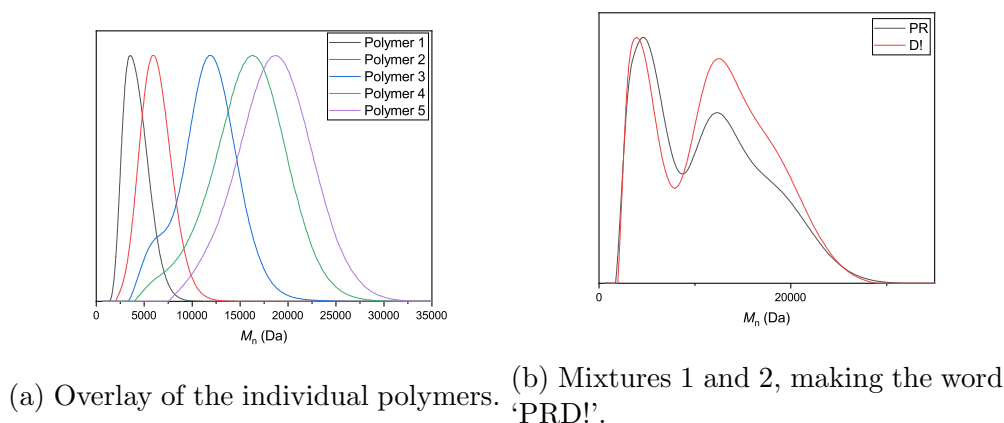 Polymer 1
Polymer 2
Polymer 3
Polymer 4
Polymer 5
0 5000 10000 15000 20000 25000 30000 35000
Mn (Da)
(a) Overlay of the individual polymers.
PR
D!
0 20000
Mn (Da)
(b) Mixtures 1 and 2, making the word
‘PRD!’.